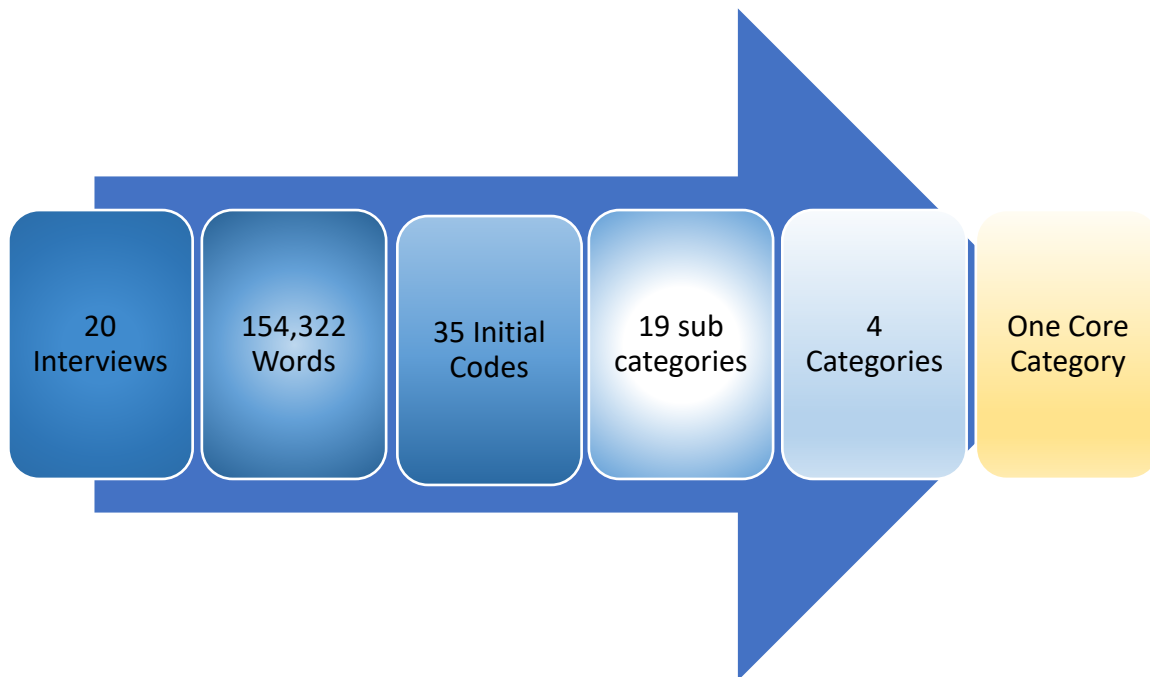 20
Interviews
154,322
Words
35 Initial
Codes
19 sub
categories
4
Categories
One Core
Category